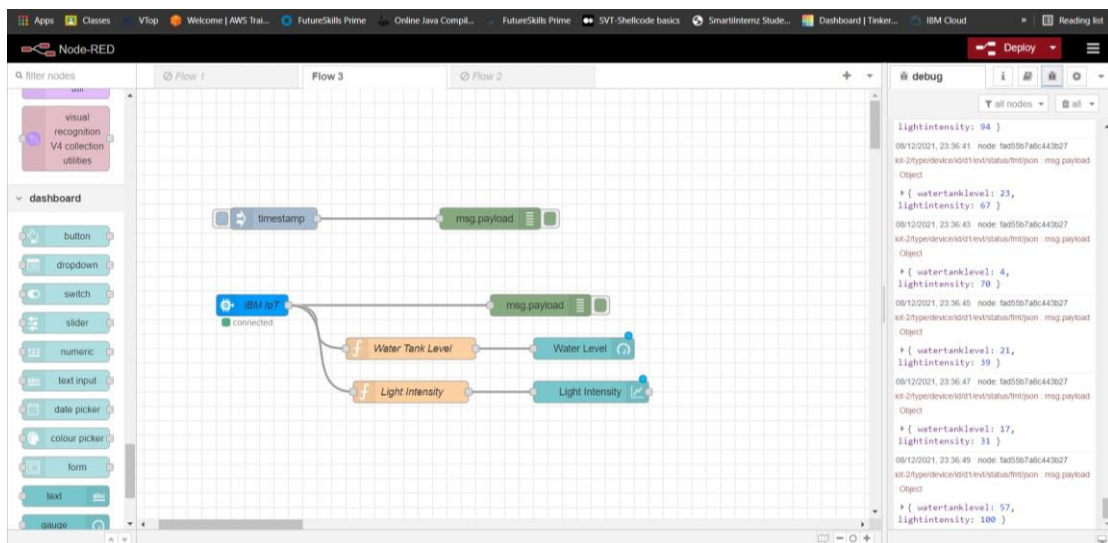 Apps
Classes
VTop
Welcome | AWS Trai...
FutureSkills Prime
Online Java Compil...
FutureSkills Prime
SVT-Shellcode basics
SmartiInternz Stude...
Dashboard | Tinker...
IBM Cloud
»
Reading list
Node-RED
Deploy
filter nodes
Flow 1
Flow 3
Flow 2
debug
all nodes
all
visual
recognition
V4 collection
utilities
dashboard
button
dropdown
switch
slider
numeric
text input
date picker
colour picker
form
text
gauge
timestamp
msg.payload
IBM IoT
connected
msg.payload
Water Tank Level
Water Level
Light Intensity
Light Intensity
lightintensity: 94 }
08/12/2021, 23:36:41 node: fad55b7a8c443b27
iot-2/type/device/id/d1/evt/status/fmt/json : msg.payload :
Object
{ watertanklevel: 23,
lightintensity: 67 }
08/12/2021, 23:36:43 node: fad55b7a8c443b27
iot-2/type/device/id/d1/evt/status/fmt/json : msg.payload :
Object
{ watertanklevel: 4,
lightintensity: 70 }
08/12/2021, 23:36:45 node: fad55b7a8c443b27
iot-2/type/device/id/d1/evt/status/fmt/json : msg.payload :
Object
{ watertanklevel: 21,
lightintensity: 39 }
08/12/2021, 23:36:47 node: fad55b7a8c443b27
iot-2/type/device/id/d1/evt/status/fmt/json : msg.payload :
Object
{ watertanklevel: 17,
lightintensity: 31 }
08/12/2021, 23:36:49 node: fad55b7a8c443b27
iot-2/type/device/id/d1/evt/status/fmt/json : msg.payload :
Object
{ watertanklevel: 57,
lightintensity: 100 }